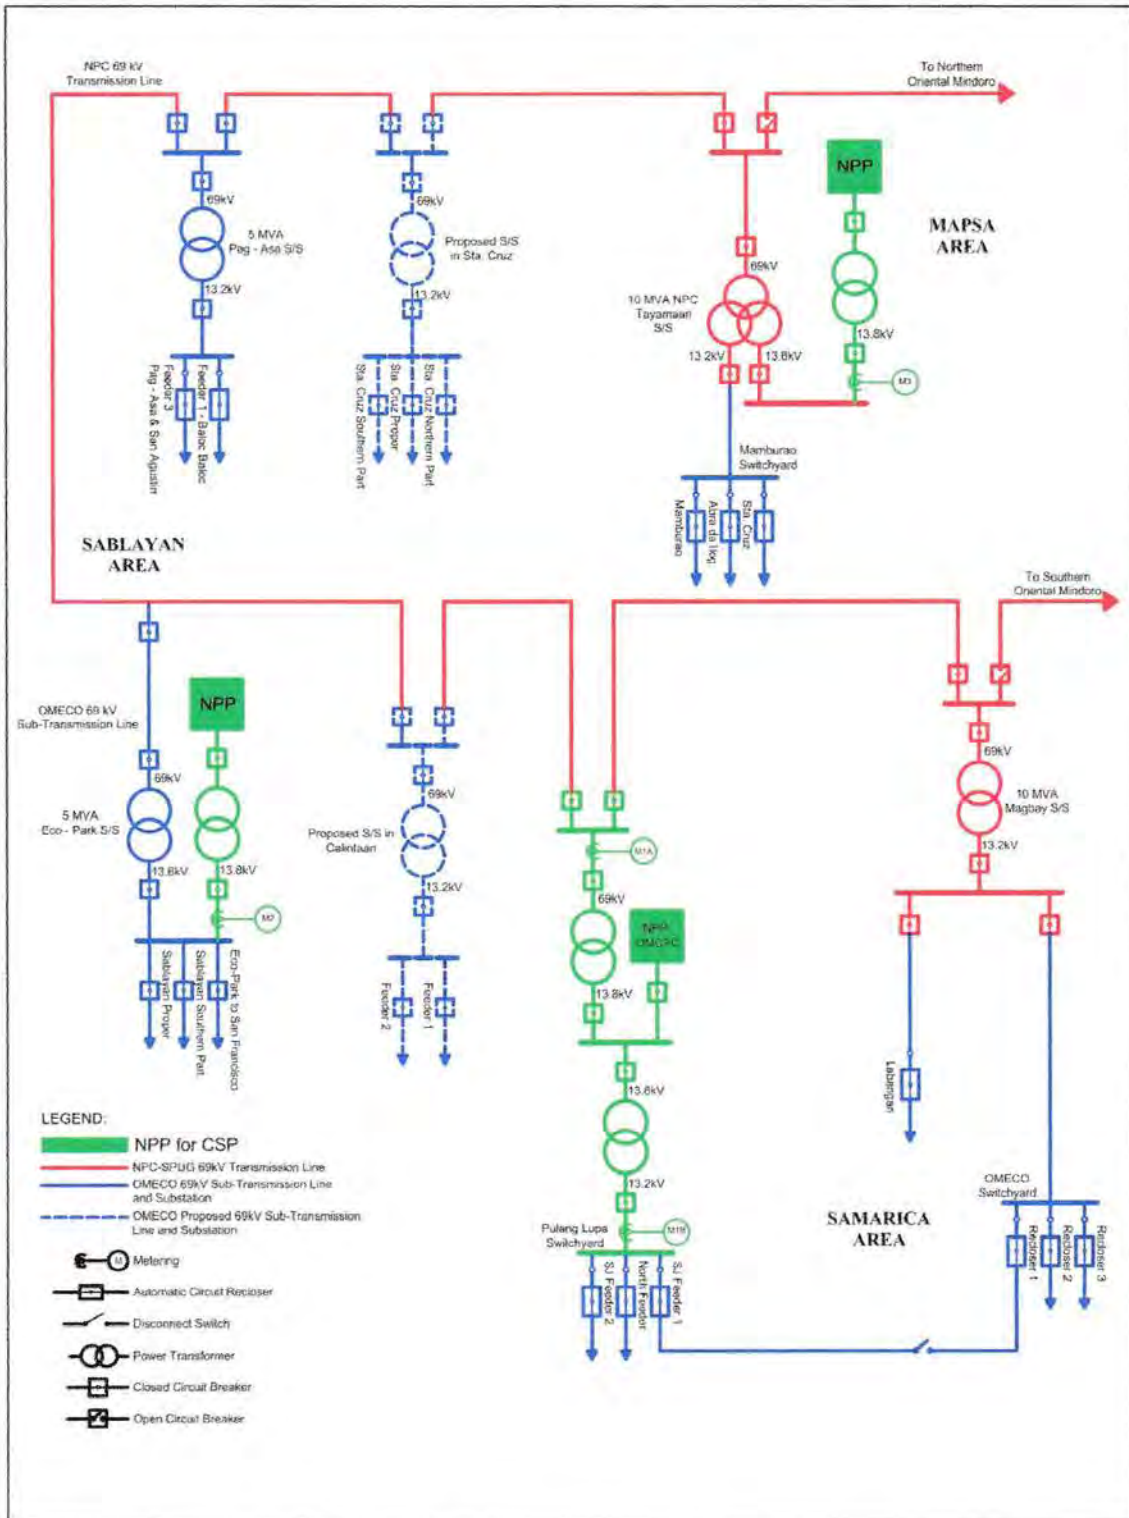 NPC 69 kV
Transmission Line
To Northern
Oriental Mindoro
NPP
MAPSA
AREA
69kV
5 MVA
Pag - Asa S/S
13.2kV
69kV
Proposed S/S
in Sta. Cruz
13.2kV
69kV
10 MVA NPC
Tayamaan
S/S
13.2kV
13.8kV
13.8kV
M3
Feeder 3
Pag - Asa & San Agustin
Feeder 1 - Baloc Baloc
Sta. Cruz Southern Part
Sta. Cruz Proper
Sta. Cruz Northern Part
Mamburao
Switchyard
Mamburao
Abra de Ilog
Sta. Cruz
SABLAYAN
AREA
To Southern
Oriental Mindoro
OMECO 69 kV
Sub-Transmission Line
NPP
69kV
5 MVA
Eco - Park S/S
13.8kV
13.8kV
M2
Sablayan Proper
Sablayan Southern Part
Eco-Park to San Francisco
69kV
Proposed S/S in
Calintaan
13.2kV
Feeder 2
Feeder 1
M1A
69kV
NPP
OMCPC
13.8kV
13.8kV
13.2kV
Pulang Lupa
Switchyard
M1B
SJ Feeder 2
North Feeder
SJ Feeder 1
69kV
10 MVA
Magbay S/S
13.2kV
Labangan
OMECO
Switchyard
Recloser 1
Recloser 2
Recloser 3
SAMARICA
AREA
LEGEND:
NPP for CSP
NPC-SPUG 69kV Transmission Line
OMECO 69kV Sub-Transmission Line
and Substation
OMECO Proposed 69kV Sub-Transmission
Line and Substation
M Metering
Automatic Circuit Recloser
Disconnect Switch
Power Transformer
Closed Circuit Breaker
Open Circuit Breaker